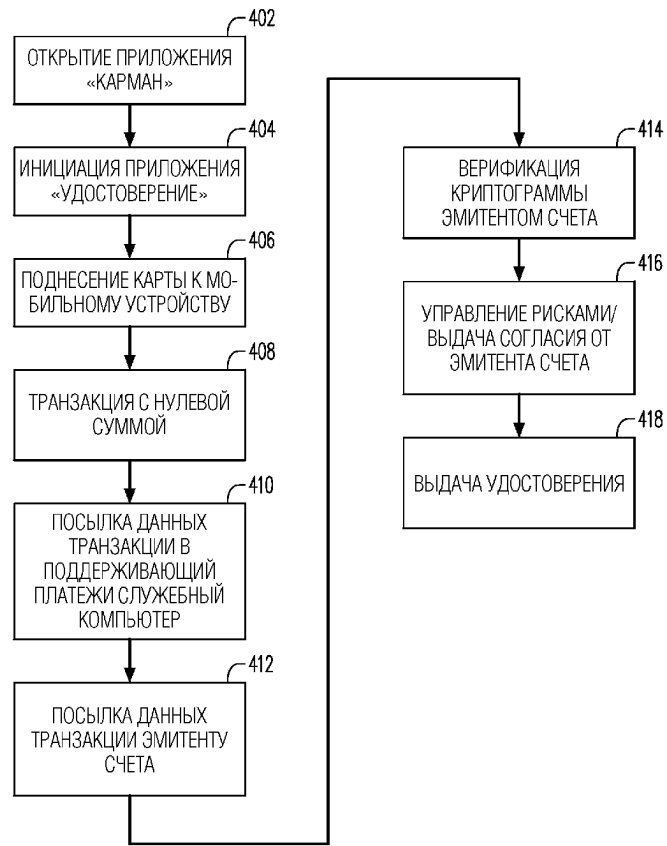 402
ОТКРЫТИЕ ПРИЛОЖЕНИЯ
«КАРМАН»
404
ИНИЦИАЦИЯ ПРИЛОЖЕНИЯ
«УДОСТОВЕРЕНИЕ»
406
ПОДНЕСЕНИЕ КАРТЫ К МО-
БИЛЬНОМУ УСТРОЙСТВУ
408
ТРАНЗАКЦИЯ С НУЛЕВОЙ
СУММОЙ
410
ПОСЫЛКА ДАННЫХ
ТРАНЗАКЦИИ В
ПОДДЕРЖИВАЮЩИЙ
ПЛАТЕЖИ СЛУЖЕБНЫЙ
КОМПЬЮТЕР
412
ПОСЫЛКА ДАННЫХ
ТРАНЗАКЦИИ ЭМИТЕНТУ
СЧЕТА
414
ВЕРИФИКАЦИЯ
КРИПТОГРАММЫ
ЭМИТЕНТОМ СЧЕТА
416
УПРАВЛЕНИЕ РИСКАМИ/
ВЫДАЧА СОГЛАСИЯ ОТ
ЭМИТЕНТА СЧЕТА
418
ВЫДАЧА УДОСТОВЕРЕНИЯ